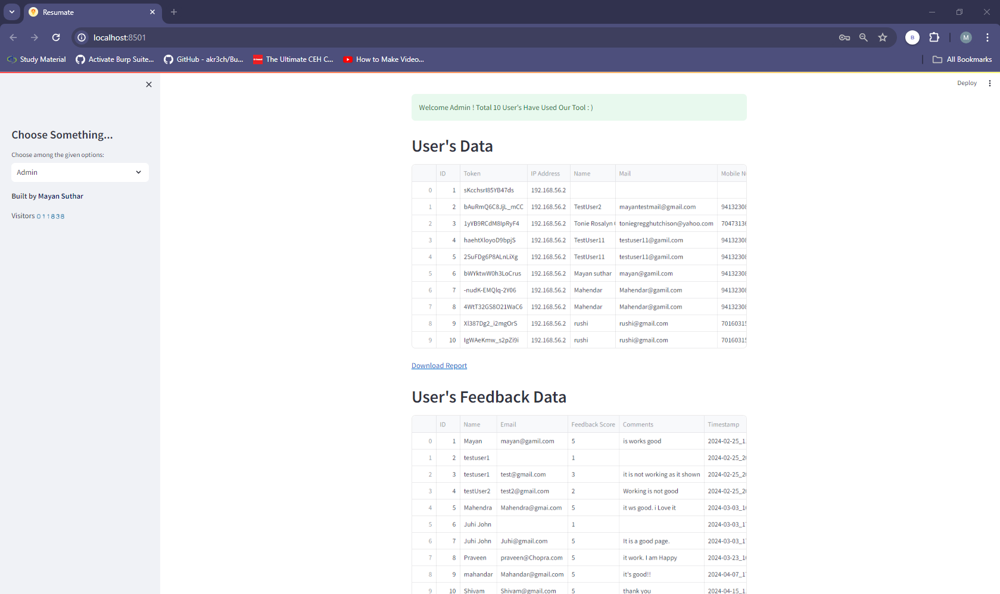 Resumate
localhost:8501
B
M
Study Material
Activate Burp Suite...
GitHub - akr3ch/Bu...
The Ultimate CEH C...
How to Make Video...
All Bookmarks
Deploy
Choose Something...
Choose among the given options:
Admin
Built by Mayan Suthar
Visitors 011838
Welcome Admin ! Total 10 User's Have Used Our Tool : )
User's Data
ID Token IP Address Name Mail Mobile N
0 1 sKcchsrI85YB47ds 192.168.56.2
1 2 bAuRmQ6C8JjL_mCC 192.168.56.2 TestUser2 mayantestmail@gmail.com 94132308
2 3 1yYB9RCdM8IpRyF4 192.168.56.2 Tonie Rosalyn toniegregghutchison@yahoo.com 70473136
3 4 haehtXloyoD9bpjS 192.168.56.2 TestUser11 testuser11@gamil.com 94132308
4 5 2SuFDg6P8ALnLiXg 192.168.56.2 TestUser11 testuser11@gamil.com 94132308
5 6 bWYktwW0h3LoCrus 192.168.56.2 Mayan suthar mayan@gamil.com 94132308
6 7 -nudK-EMQlq-2Y06 192.168.56.2 Mahendar Mahendar@gamil.com 94132308
7 8 4WtT32GS8O21WaC6 192.168.56.2 Mahendar Mahendar@gamil.com 94132308
8 9 Xl387Dg2_i2mgOrS 192.168.56.2 rushi rushi@gmail.com 7016031
9 10 IgWAeKmw_s2pZi9i 192.168.56.2 rushi rushi@gmail.com 7016031
Download Report
User's Feedback Data
ID Name Email Feedback Score Comments Timestamp
0 1 Mayan mayan@gamil.com 5 is works good 2024-02-25_1
1 2 testuser1 1 2024-02-25_2
2 3 testuser1 test@gmail.com 3 it is not working as it shown 2024-02-25_2
3 4 testUser2 test2@gmail.com 2 Working is not good 2024-02-25_2
4 5 Mahendra Mahendra@gmai.com 5 it ws good. i Love it 2024-03-03_1
5 6 Juhi John 1 2024-03-03_1
6 7 Juhi John Juhi@gmail.com 5 It is a good page. 2024-03-03_1
7 8 Praveen praveen@Chopra.com 5 it work. I am Happy 2024-03-23_1
8 9 mahandar Mahandar@gmail.com 5 it's good!! 2024-04-07_1
9 10 Shivam Shivam@gmail.com 5 thank you 2024-04-15_1